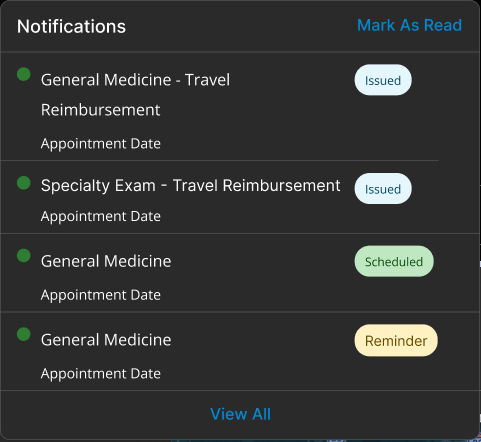 Notifications
Mark As Read
General Medicine - Travel
Reimbursement
Issued
Appointment Date
Specialty Exam - Travel Reimbursement
Issued
Appointment Date
General Medicine
Scheduled
Appointment Date
General Medicine
Reminder
Appointment Date
View All